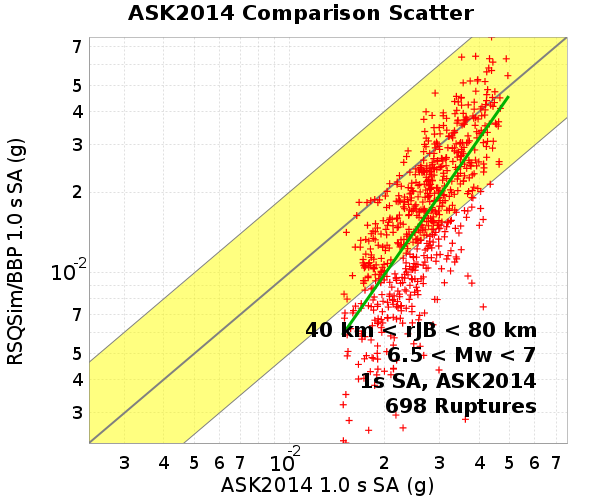 ASK2014 Comparison Scatter
RSQSim/BBP 1.0 s SA (g)
7
5
4
3
2
10-2
7
5
4
3
40 km < rJB < 80 km
6.5 < Mw < 7
1s SA, ASK2014
698 Ruptures
3 4 5 6 7 10-2 2 3 4 5 6 7
ASK2014 1.0 s SA (g)